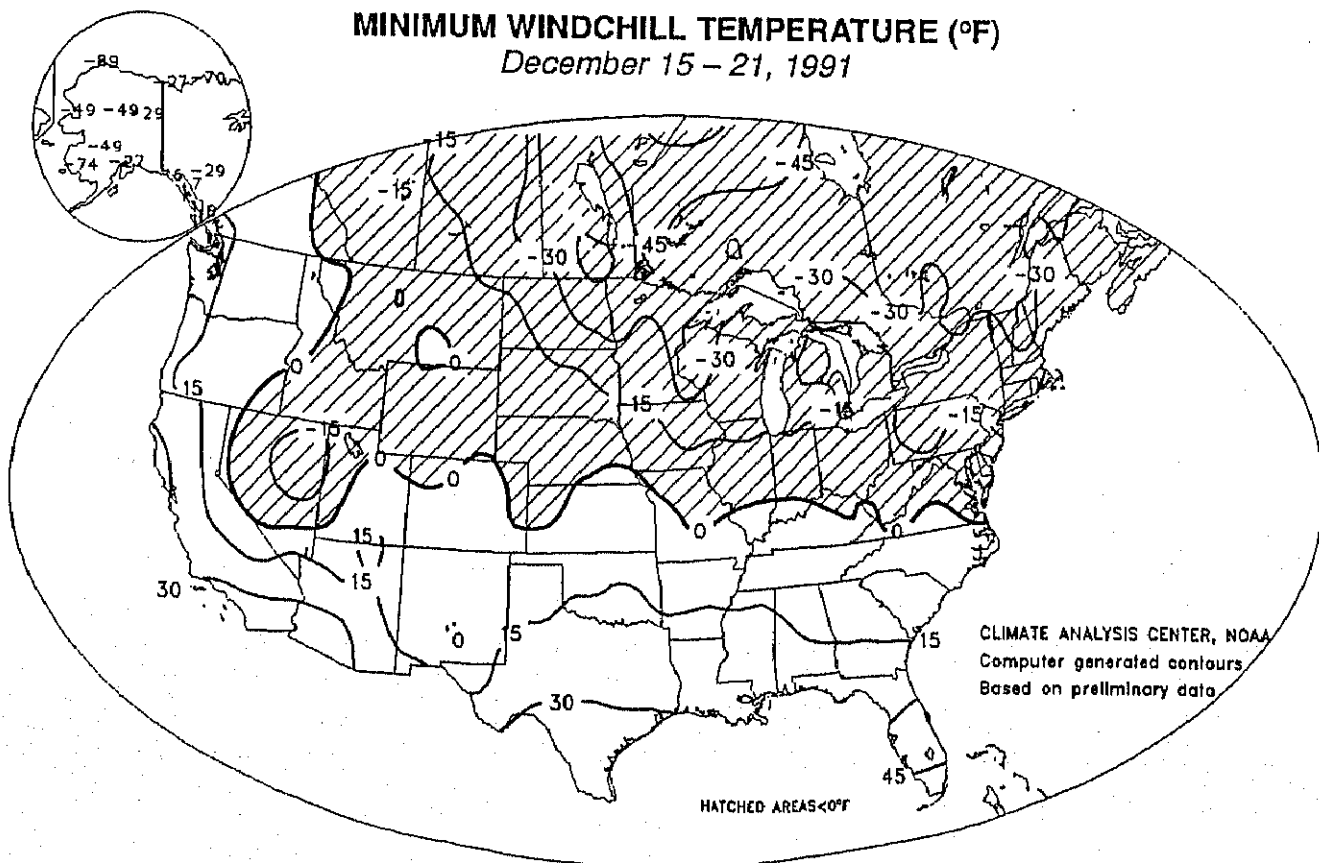 MINIMUM WINDCHILL TEMPERATURE (°F)
December 15 – 21, 1991
-89
-27 -70
-49 -49 29
-49
-74 -22 -29
-15
-45
-15
45
-30
-30 -30
-30
0
-30
0 0
15
-15 -15
-15
-15
0 0
0 0
15
15
30
0 15 15
30
45
CLIMATE ANALYSIS CENTER, NOAA
Computer generated contours
Based on preliminary data
HATCHED AREAS<0°F